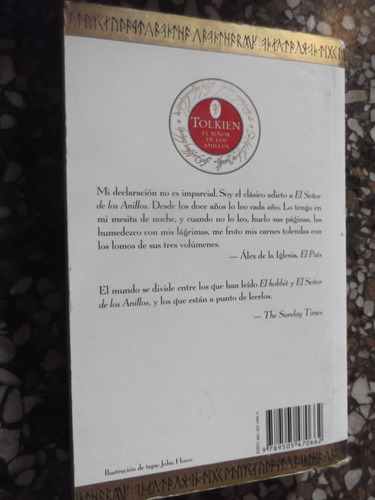 TOLKIEN
EL SEÑOR
DE LOS
ANILLOS
Mi declaración no es imparcial. Soy el clásico adicto a El Señor
de los Anillos. Desde los doce años lo leo cada año. Lo tengo en
mi mesita de noche, y cuando no lo leo, huelo sus páginas, las
humedezco con mis lágrimas, me froto mis carnes tolendas con
los lomos de sus tres volúmenes.
— Álex de la Iglesia, El País
El mundo se divide entre los que han leído El hobbit y El Señor
de los Anillos, y los que están a punto de leerlos.
— The Sunday Times
9 789505 470662
Ilustración de tapa: John Howe